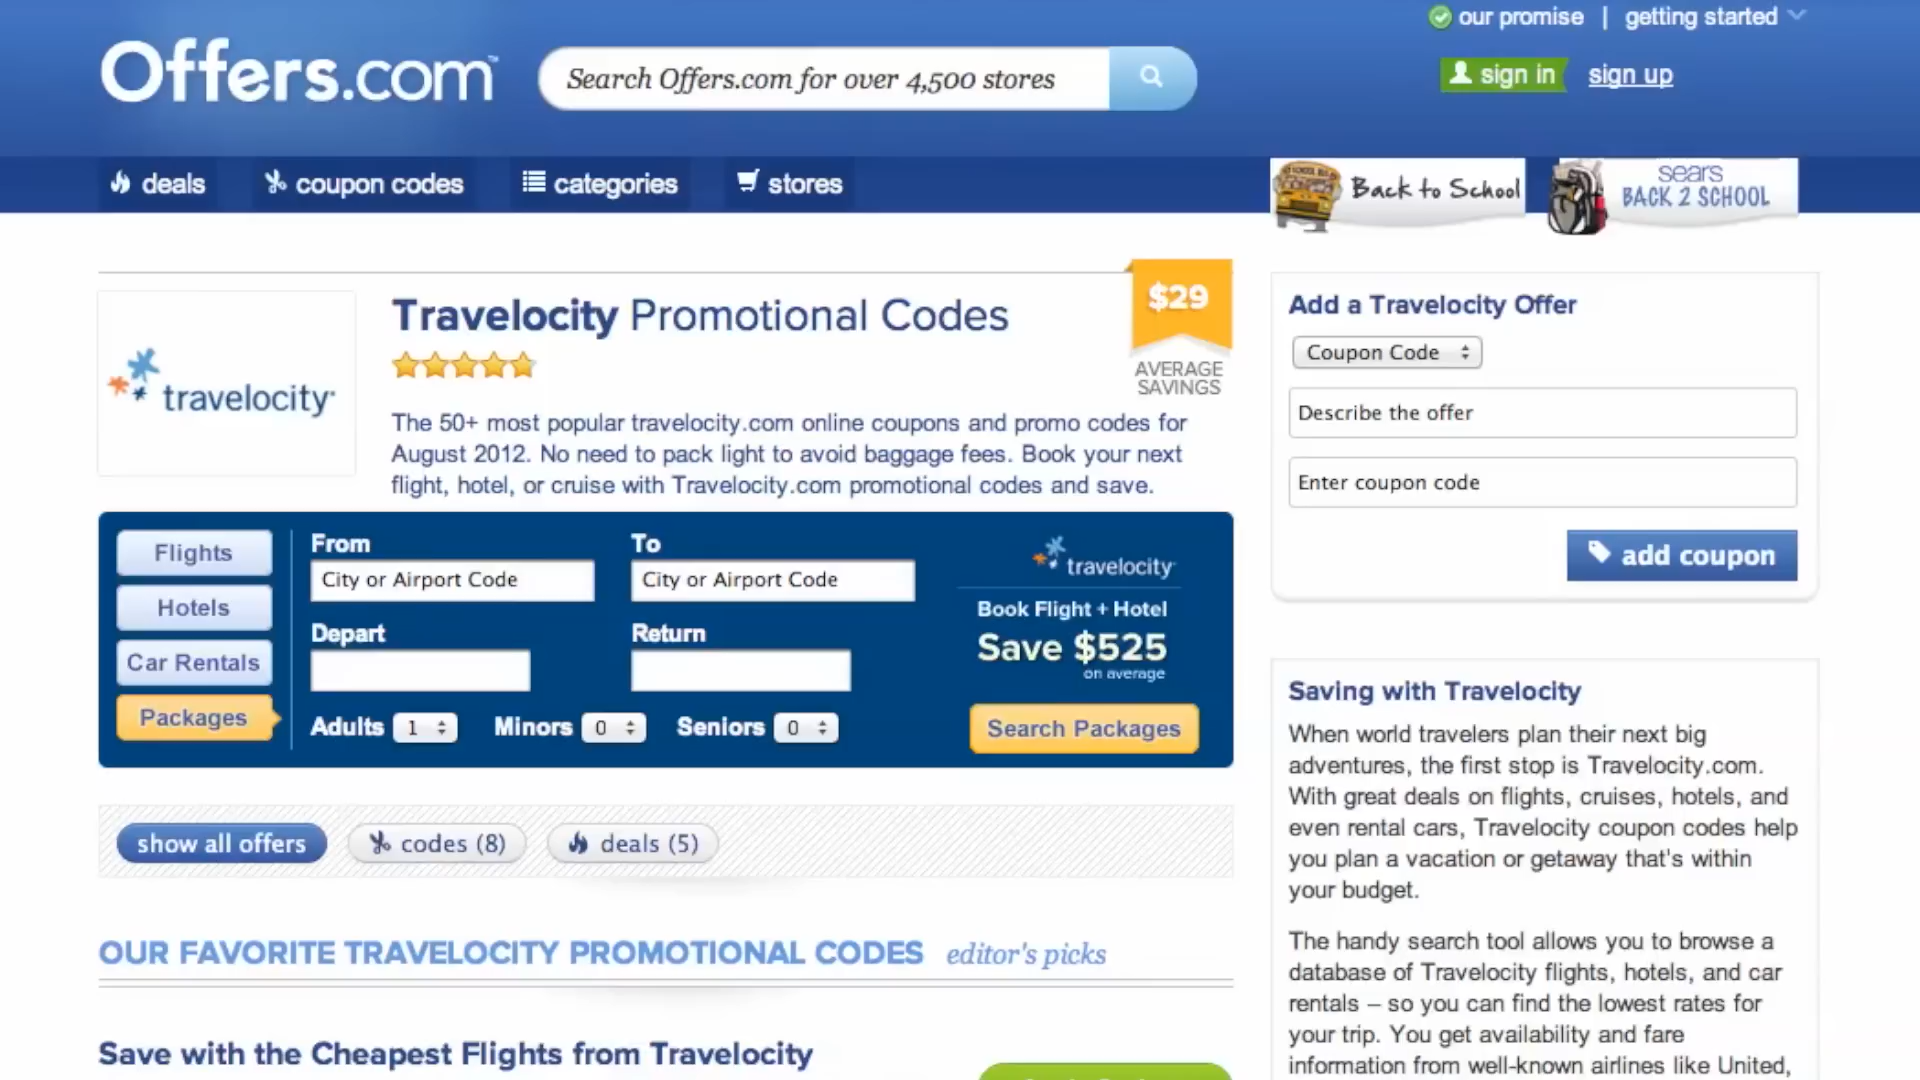 our promise | getting started
Offers.com™
Search Offers.com for over 4,500 stores
sign in sign up
deals coupon codes categories stores
SCHOOL BUS
Back to School
sears
BACK 2 SCHOOL
travelocity
Travelocity Promotional Codes
$29
AVERAGE
SAVINGS
The 50+ most popular travelocity.com online coupons and promo codes for
August 2012. No need to pack light to avoid baggage fees. Book your next
flight, hotel, or cruise with Travelocity.com promotional codes and save.
Flights
Hotels
Car Rentals
Packages
From
City or Airport Code
To
City or Airport Code
Depart
Return
Adults 1 Minors 0 Seniors 0
travelocity
Book Flight + Hotel
Save $525
on average
Search Packages
show all offers codes (8) deals (5)
OUR FAVORITE TRAVELOCITY PROMOTIONAL CODES editor's picks
Save with the Cheapest Flights from Travelocity
Add a Travelocity Offer
Coupon Code
Describe the offer
Enter coupon code
add coupon
Saving with Travelocity
When world travelers plan their next big
adventures, the first stop is Travelocity.com.
With great deals on flights, cruises, hotels, and
even rental cars, Travelocity coupon codes help
you plan a vacation or getaway that's within
your budget.
The handy search tool allows you to browse a
database of Travelocity flights, hotels, and car
rentals – so you can find the lowest rates for
your trip. You get availability and fare
information from well-known airlines like United,